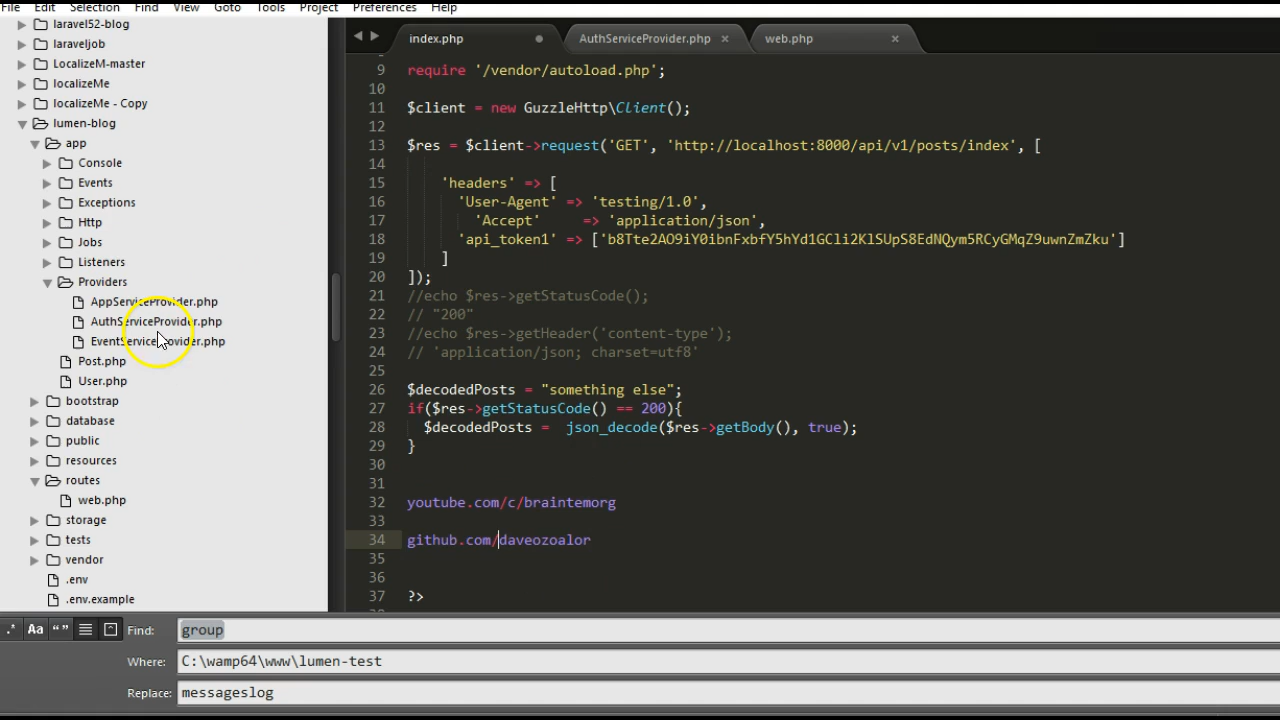 File Edit Selection Find View Goto Tools Project Preferences Help
laravel52-blog
laraveljob
LocalizeM-master
localizeMe
localizeMe - Copy
lumen-blog
app
Console
Events
Exceptions
Http
Jobs
Listeners
Providers
AppServiceProvider.php
AuthServiceProvider.php
EventServiceProvider.php
Post.php
User.php
bootstrap
database
public
resources
routes
web.php
storage
tests
vendor
.env
.env.example
index.php AuthServiceProvider.php × web.php ×
9 require '/vendor/autoload.php';
10
11 $client = new GuzzleHttp\Client();
12
13 $res = $client->request('GET', 'http://localhost:8000/api/v1/posts/index', [
14
15 'headers' => [
16 'User-Agent' => 'testing/1.0',
17 'Accept' => 'application/json',
18 'api_token1' => ['b8Tte2AO9iY0ibnFxbfY5hYd1GCli2KlSUpS8EdNQym5RCyGMqZ9uwnZmZku']
19 ]
20 ]);
21 //echo $res->getStatusCode();
22 // "200"
23 //echo $res->getHeader('content-type');
24 // 'application/json; charset=utf8'
25
26 $decodedPosts = "something else";
27 if($res->getStatusCode() == 200){
28 $decodedPosts = json_decode($res->getBody(), true);
29 }
30
31
32 youtube.com/c/braintemorg
33
34 github.com/daveozoalor
35
36
37 ?>
.* Aa “ ” Find: group
Where: C:\wamp64\www\lumen-test
Replace: messageslog